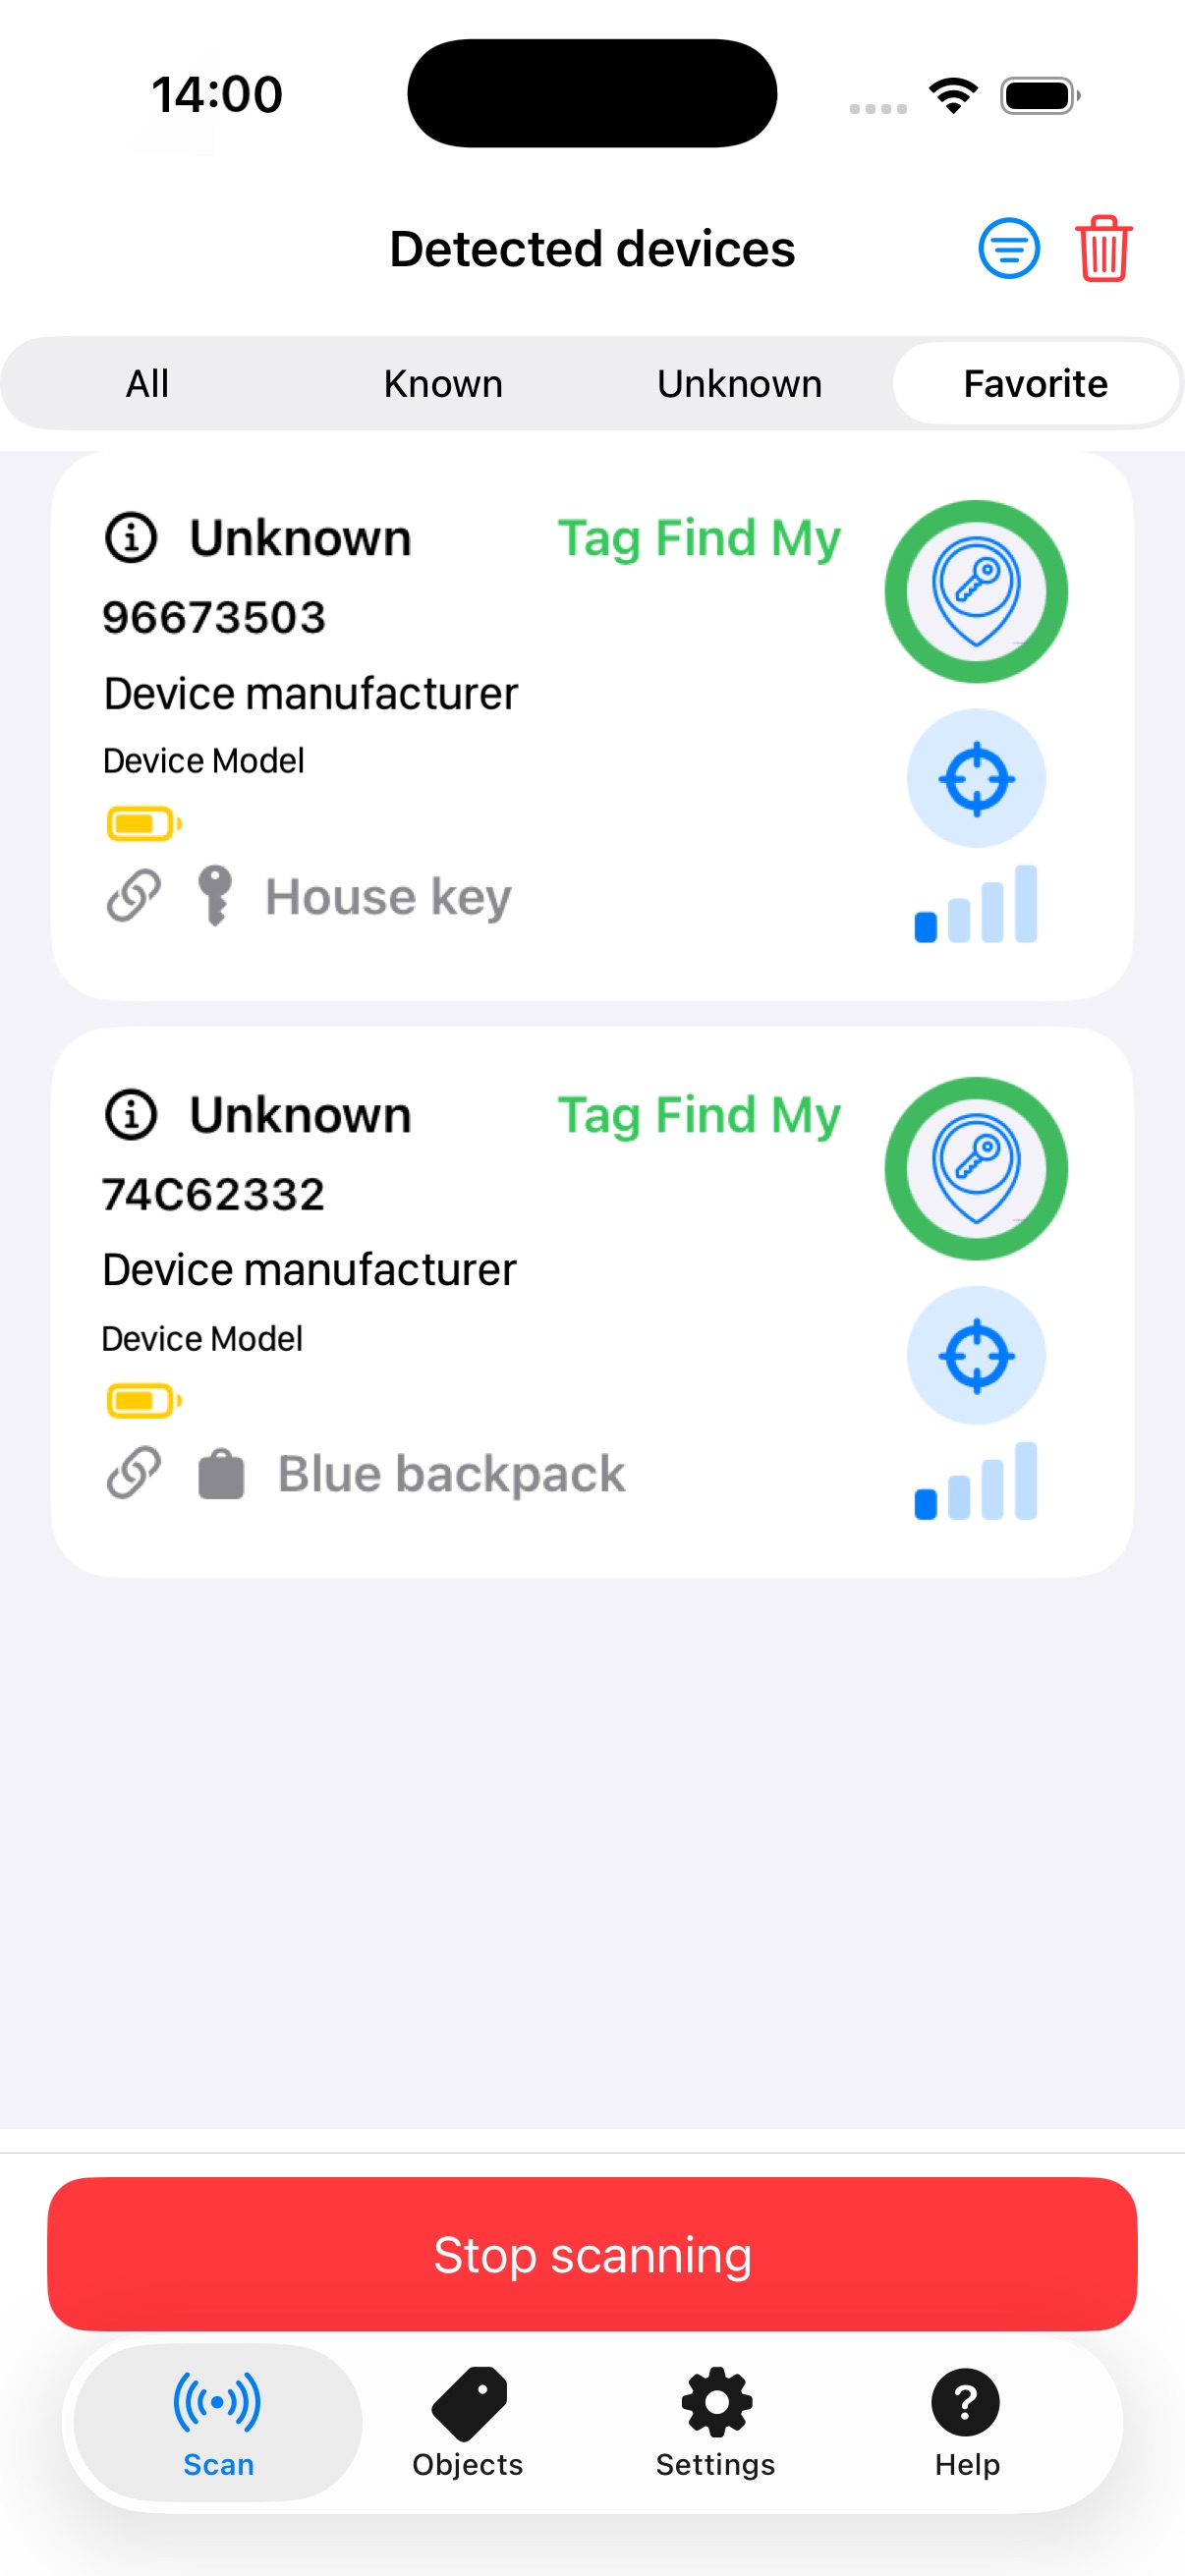 14:00
Detected devices
All Known Unknown Favorite
Unknown Tag Find My
96673503
Device manufacturer
Device Model
House key
Unknown Tag Find My
74C62332
Device manufacturer
Device Model
Blue backpack
Stop scanning
Scan Objects Settings Help